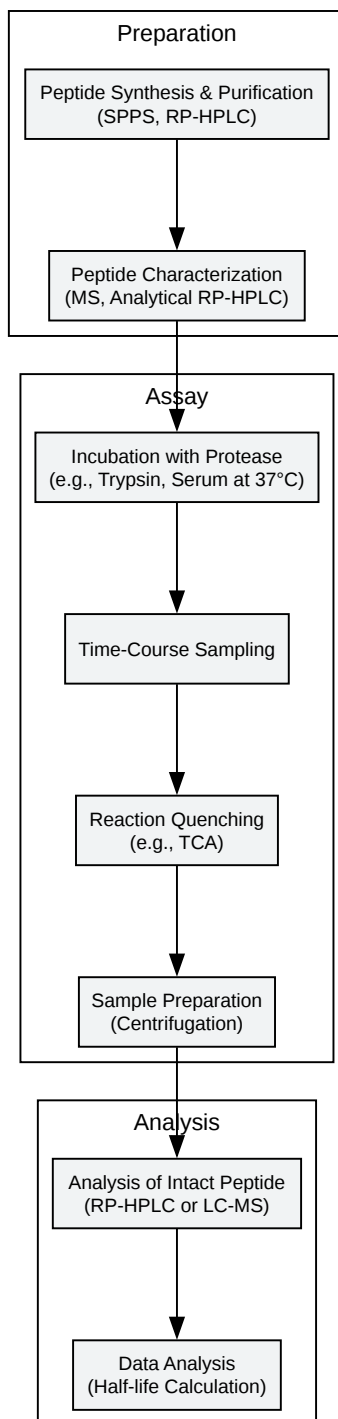 Preparation
Peptide Synthesis & Purification
(SPPS, RP-HPLC)
Peptide Characterization
(MS, Analytical RP-HPLC)
Assay
Incubation with Protease
(e.g., Trypsin, Serum at 37°C)
Time-Course Sampling
Reaction Quenching
(e.g., TCA)
Sample Preparation
(Centrifugation)
Analysis
Analysis of Intact Peptide
(RP-HPLC or LC-MS)
Data Analysis
(Half-life Calculation)